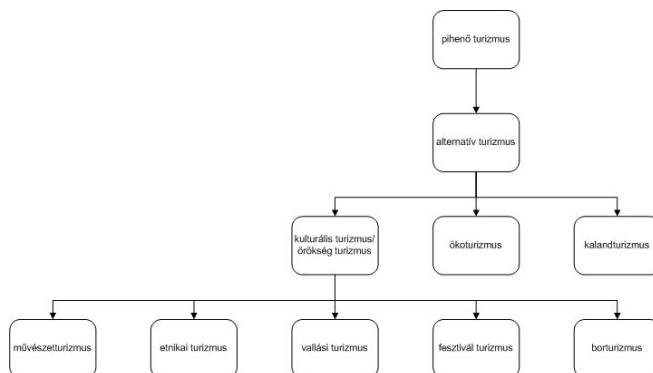 pihenő turizmus
alternatív turizmus
kulturális turizmus/
örökség turizmus
ökoturizmus
kalandturizmus
művészetturizmus
etnikai turizmus
vallási turizmus
fesztivál turizmus
borturizmus